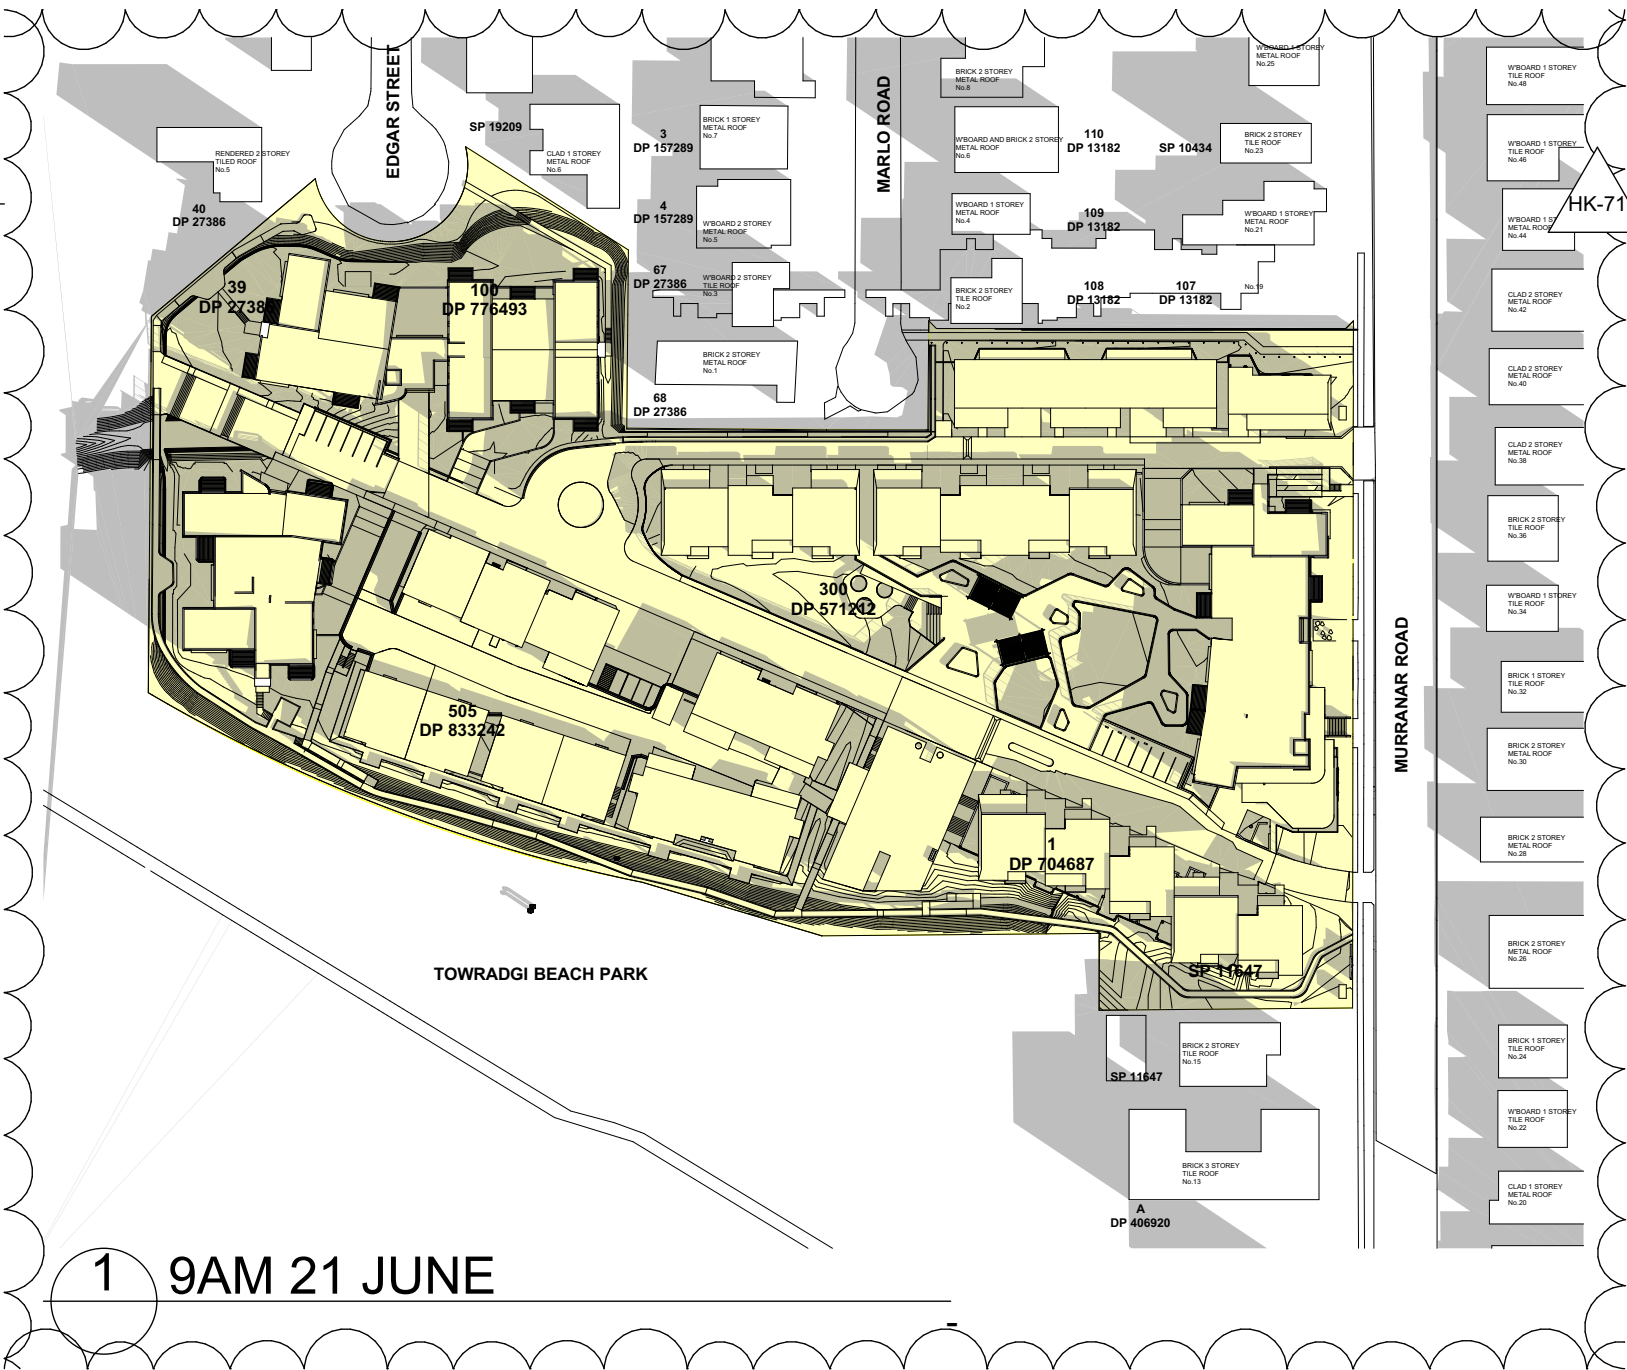 EDGAR STREET
MARLO ROAD
MURRANAR ROAD
HK-71
RENDERED 2 STOREY
TILED ROOF
No.5
40
DP 27386
SP 19209
CLAD 1 STOREY
METAL ROOF
No.6
3
DP 157289
BRICK 1 STOREY
METAL ROOF
No.7
4
DP 157289
W'BOARD 2 STOREY
METAL ROOF
No.5
67
DP 27386
W'BOARD 2 STOREY
TILE ROOF
No.3
BRICK 2 STOREY
METAL ROOF
No.1
68
DP 27386
BRICK 2 STOREY
METAL ROOF
No.8
W'BOARD AND BRICK 2 STOREY
METAL ROOF
No.6
W'BOARD 1 STOREY
METAL ROOF
No.4
BRICK 2 STOREY
TILE ROOF
No.2
110
DP 13182
109
DP 13182
108
DP 13182
107
DP 13182
SP 10434
W'BOARD 1 STOREY
METAL ROOF
No.25
BRICK 2 STOREY
TILE ROOF
No.23
W'BOARD 1 STOREY
METAL ROOF
No.21
No.19
W'BOARD 1 STOREY
TILE ROOF
No.48
W'BOARD 1 STOREY
TILE ROOF
No.46
W'BOARD 1 ST
METAL ROOF
No.44
CLAD 2 STOREY
METAL ROOF
No.42
CLAD 2 STOREY
METAL ROOF
No.40
CLAD 2 STOREY
METAL ROOF
No.38
BRICK 2 STOREY
METAL ROOF
No.36
W'BOARD 1 STOREY
TILE ROOF
No.34
BRICK 1 STOREY
TILE ROOF
No.32
BRICK 2 STOREY
METAL ROOF
No.30
BRICK 2 STOREY
METAL ROOF
No.28
BRICK 2 STOREY
METAL ROOF
No.26
BRICK 1 STOREY
TILE ROOF
No.24
W'BOARD 1 STOREY
TILE ROOF
No.22
CLAD 1 STOREY
METAL ROOF
No.20
39
DP 2738
100
DP 776493
300
DP 571212
505
DP 833242
1
DP 704687
SP 11647
TOWRADGI BEACH PARK
SP 11647
BRICK 2 STOREY
TILE ROOF
No.15
BRICK 3 STOREY
TILE ROOF
No.13
A
DP 406920
1 9AM 21 JUNE
-